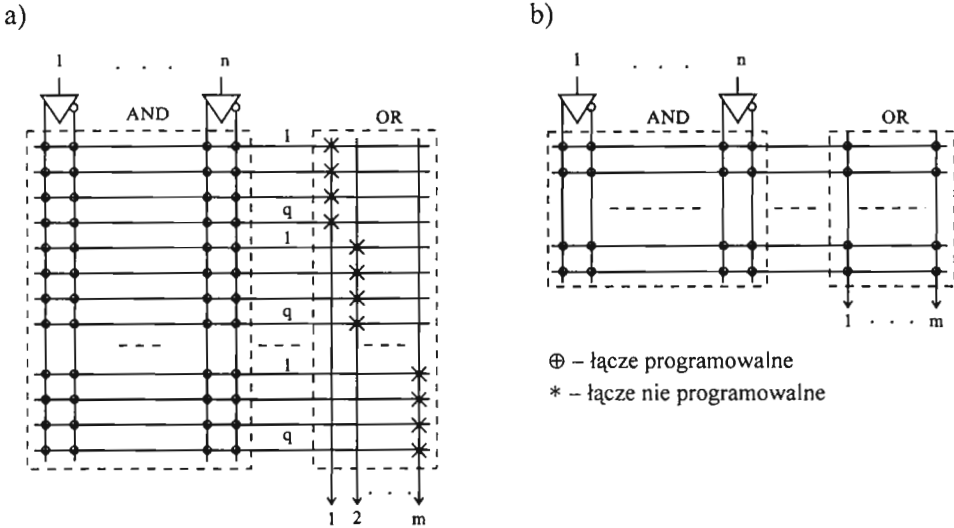 a)
1 . . . n
AND
OR
1
q
1
q
1
q
1 2 . . . m
b)
1 . . . n
AND
OR
1 . . . . m
⊕ – łącze programowalne
* – łącze nie programowalne